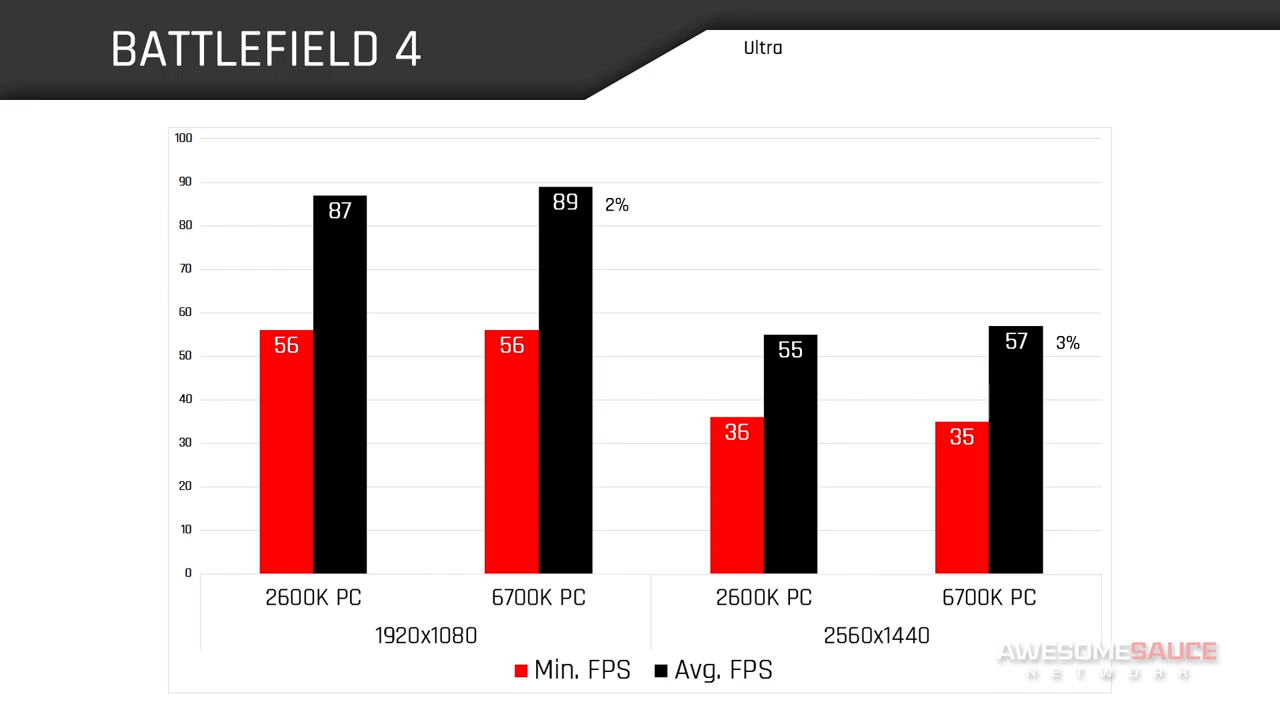 BATTLEFIELD 4
Ultra
100
90
80
70
60
50
40
30
20
10
0
87
56
89
2%
56
55
36
57
3%
35
2600K PC
6700K PC
2600K PC
6700K PC
1920x1080
2560x1440
Min. FPS
Avg. FPS
AWESOMESAUCE
NETWORK